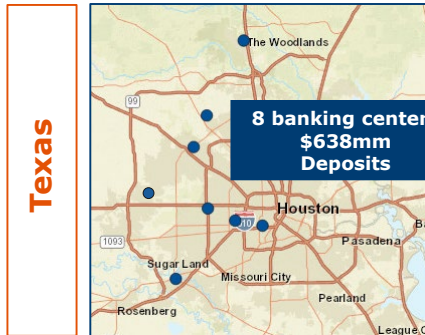 Texas
The Woodlands
99
8 banking center
$638mm
Deposits
Houston
10
1093
Pasadena
Sugar Land
Missouri City
Pearland
Rosenberg
League C